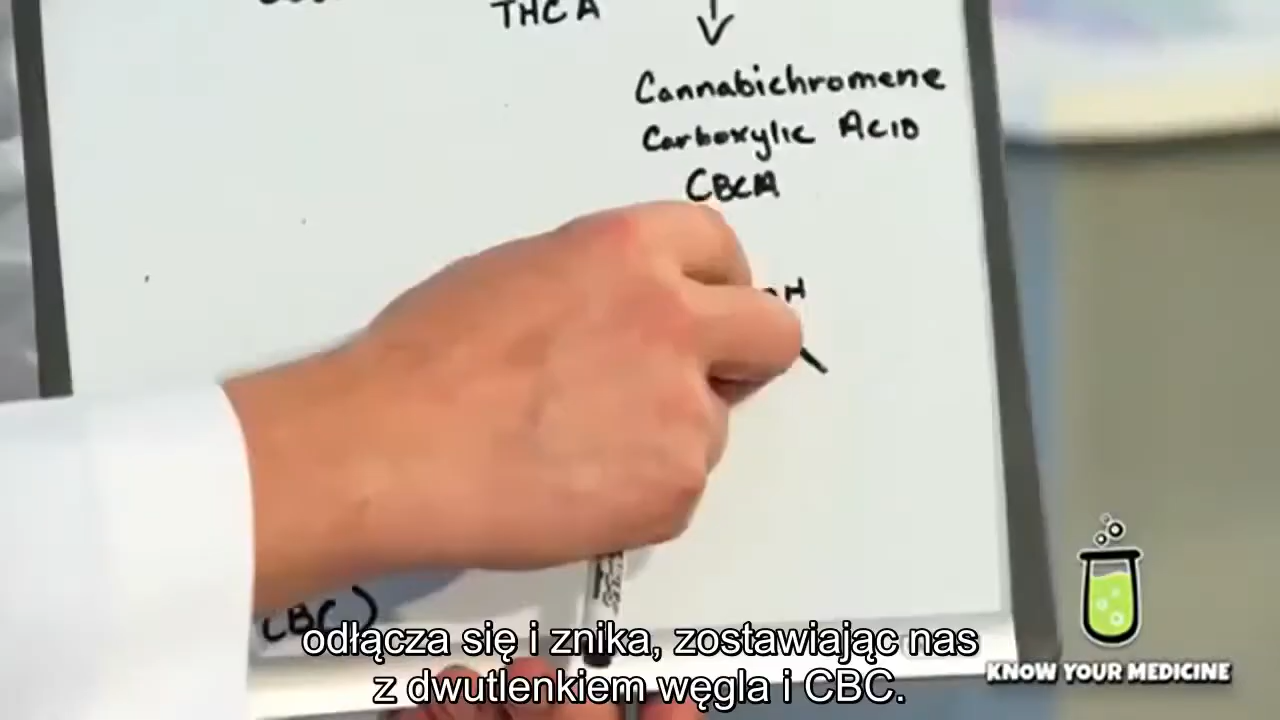 THCA
Cannabichromene
Carboxylic Acid
CBCA
CBC)
odłącza się i znika, zostawiając nas
z dwutlenkiem węgla i CBC.
KNOW YOUR MEDICINE